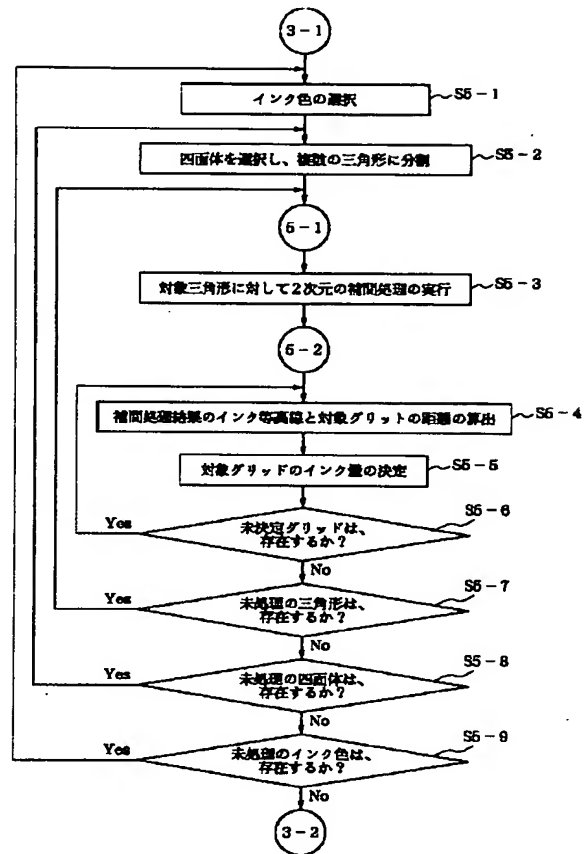 3-1
インク色の選択
S5-1
四面体を選択し、複数の三角形に分割
S5-2
5-1
対象三角形に対して2次元の補間処理の実行
S5-3
5-2
補間処理結果のインク等高線と対象グリットの距離の算出
S5-4
対象グリッドのインク量の決定
S5-5
未決定グリッドは、
存在するか?
S5-6
Yes
No
未処理の三角形は、
存在するか?
S5-7
Yes
No
未処理の四面体は、
存在するか?
S5-8
Yes
No
未処理のインク色は、
存在するか?
S5-9
Yes
No
3-2